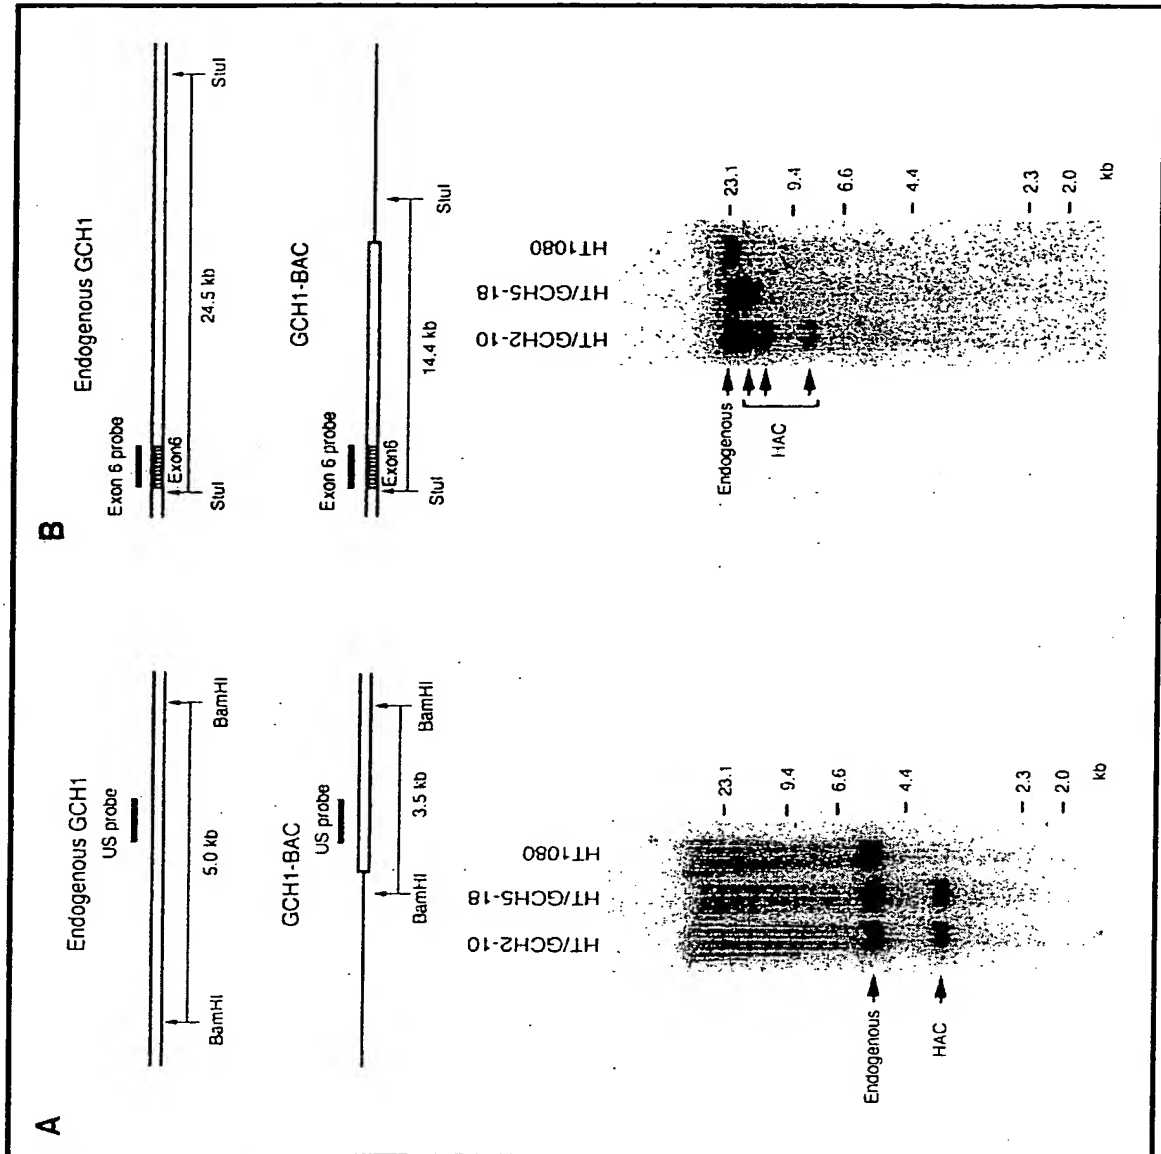 A
Endogenous GCH1
US probe
BamHI
BamHI
5.0 kb
GCH1-BAC
US probe
BamHI
BamHI
3.5 kb
HT/GCH2-10
HT/GCH5-18
HT1080
23.1
9.4
6.6
4.4
2.3
2.0
kb
Endogenous
HAC
B
Endogenous GCH1
Exon 6 probe
Exon6
StuI
StuI
24.5 kb
GCH1-BAC
Exon 6 probe
Exon6
StuI
StuI
14.4 kb
HT/GCH2-10
HT/GCH5-18
HT1080
23.1
9.4
6.6
4.4
2.3
2.0
kb
Endogenous
HAC